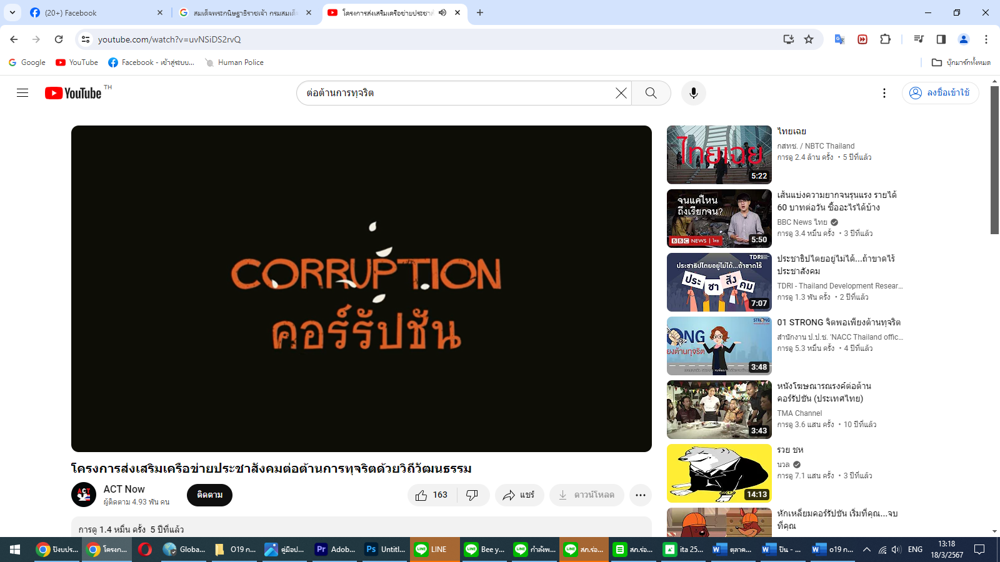 (20+) Facebook
สมเด็จพระกนิษฐาธิราชเจ้า กรมสมเด็
โครงการส่งเสริมเครือข่ายประชาสั
youtube.com/watch?v=uvNSiDS2rvQ
Google
YouTube
Facebook - เข้าสู่ระบบ...
Human Police
บุ๊กมาร์กทั้งหมด
YouTube TH
ต่อต้านการทุจริต
ลงชื่อเข้าใช้
CORRUPTION
คอร์รัปชัน
โครงการส่งเสริมเครือข่ายประชาสังคมต่อต้านการทุจริตด้วยวิถีวัฒนธรรม
ACT
ACT Now
ผู้ติดตาม 4.93 พัน คน
ติดตาม
163
แชร์
ดาวน์โหลด
การดู 1.4 หมื่น ครั้ง 5 ปีที่แล้ว
ไทยเฉย
5:22
ไทยเฉย
กสทช. / NBTC Thailand
การดู 2.4 ล้าน ครั้ง • 5 ปีที่แล้ว
จนแค่ไหน
ถึงเรียกจน?
BBC NEWS | ไทย
5:50
เส้นแบ่งความยากจนรุนแรง รายได้
60 บาทต่อวัน ซื้ออะไรได้บ้าง
BBC News ไทย
การดู 3.4 หมื่น ครั้ง • 3 ปีที่แล้ว
TDRI
ประชาธิปไตยอยู่ไม่ได้...ถ้าขาดไร้
ประ ชา สัง คม
7:07
ประชาธิปไตยอยู่ไม่ได้...ถ้าขาดไร้
ประชาสังคม
TDRI - Thailand Development Resear...
การดู 1.3 พัน ครั้ง • 2 ปีที่แล้ว
STRONG
ONG
ยงต้านทุจริต
3:48
01 STRONG จิตพอเพียงต้านทุจริต
สำนักงาน ป.ป.ช. 'NACC Thailand offic...
การดู 5.3 หมื่น ครั้ง • 4 ปีที่แล้ว
3:43
หนังโฆษณารณรงค์ต่อต้าน
คอร์รัปชัน (ประเทศไทย)
TMA Channel
การดู 3.6 แสน ครั้ง • 10 ปีที่แล้ว
14:13
รวย ชห
นวล
การดู 7.1 แสน ครั้ง • 3 ปีที่แล้ว
หักเหลี่ยมคอร์รัปชัน เริ่มที่คุณ...จบ
ที่คุณ
ปังบประ...
โครงก...
Globa...
O19 ก...
คู่มือป...
Pr Adob...
Ps Untitl...
LINE
Bee y...
กำลังพ...
สภ.ร่อ...
สภ.ร่อ...
ita 25...
ตุลาค...
ปิ่น - ...
o19 ก...
ENG
13:18
18/3/2567